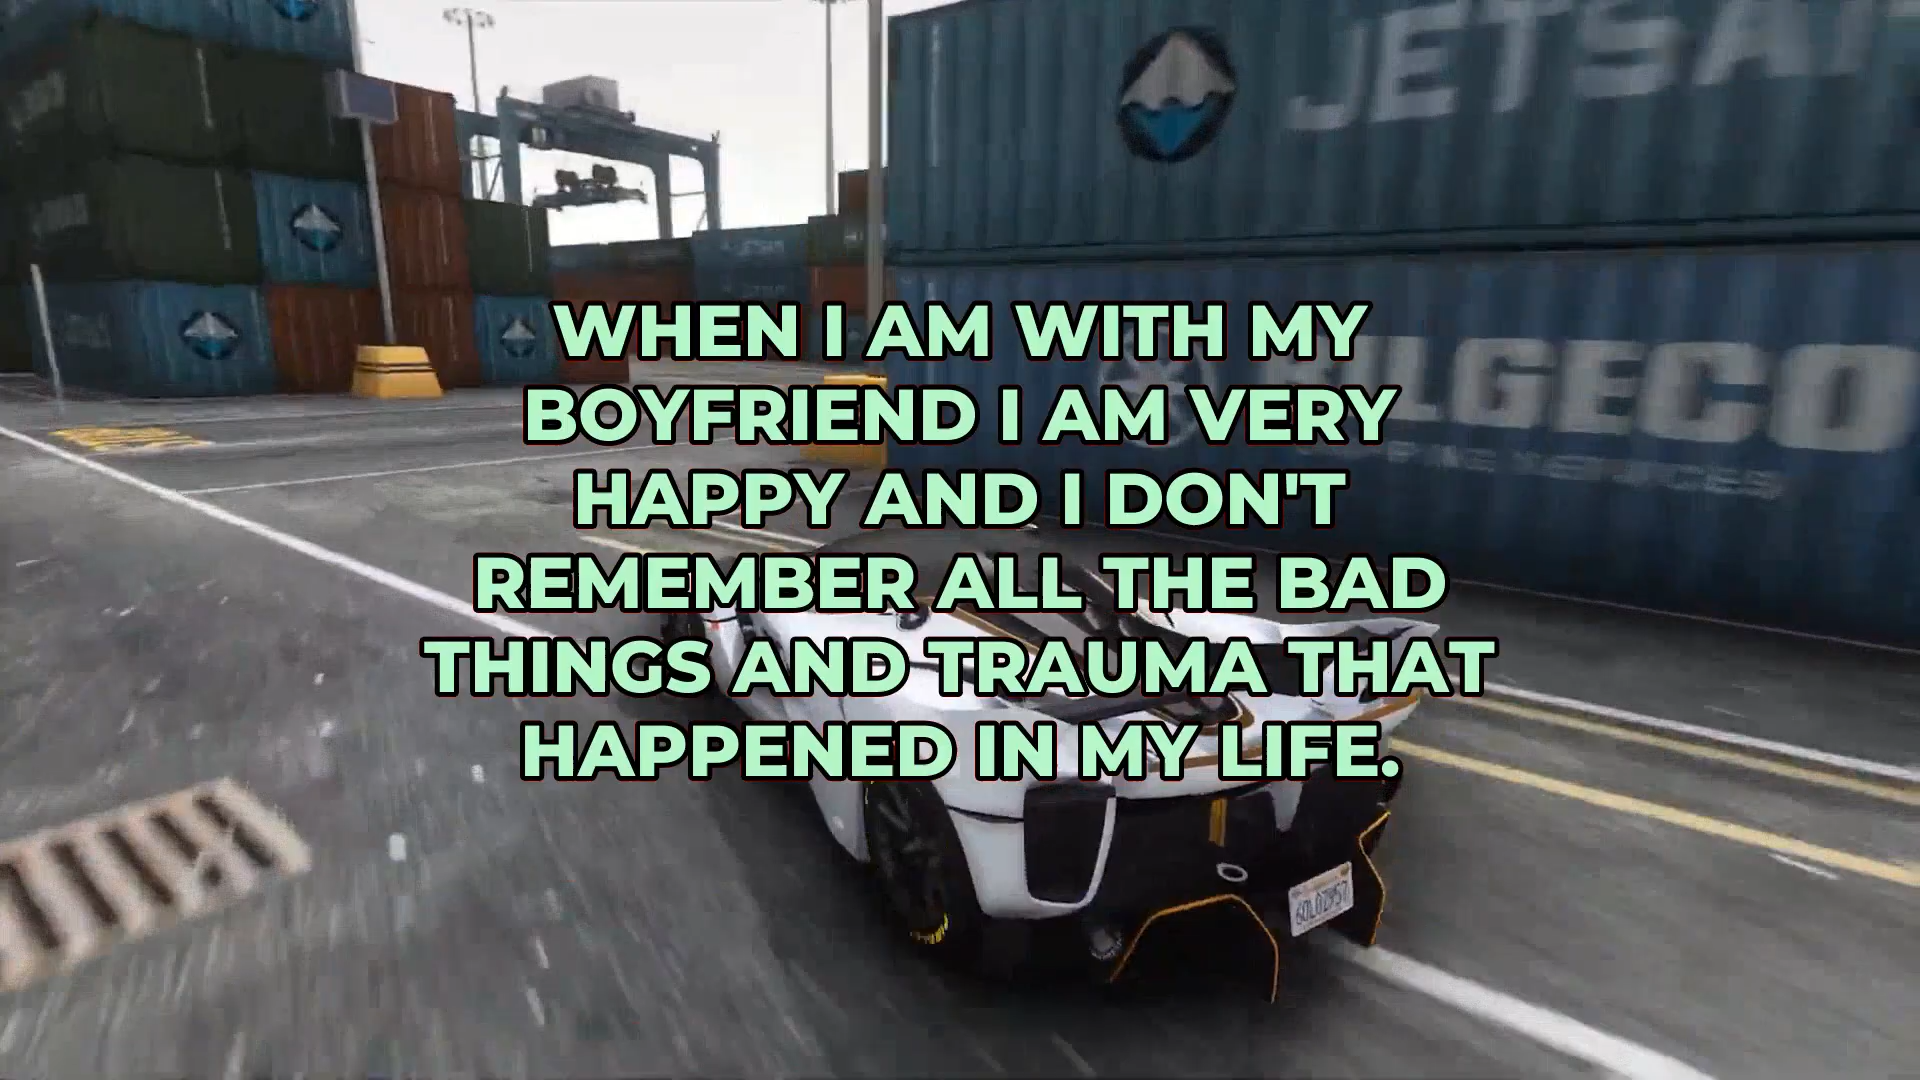 JETSA
WHEN I AM WITH MY
BOYFRIEND I AM VERY
HAPPY AND I DON'T
REMEMBER ALL THE BAD
THINGS AND TRAUMA THAT
HAPPENED IN MY LIFE.
LGECO